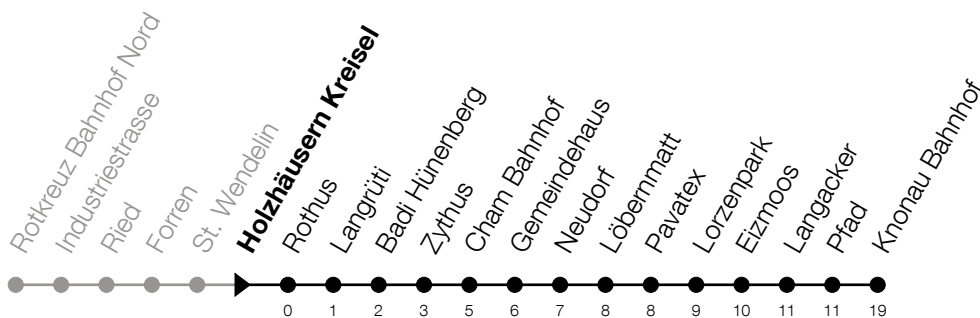 Rotkreuz Bahnhof Nord
Industriestrasse
Ried
Forren
St. Wendelin
Holzhäusern Kreisel
Rothus
Langrüti
Badi Hünenberg
Zythus
Cham Bahnhof
Gemeindehaus
Neudorf
Löbernmatt
Pavatex
Lorzenpark
Eizmoos
Langacker
Pfad
Knonau Bahnhof
0 1 2 3 5 6 7 8 8 9 10 11 11 19